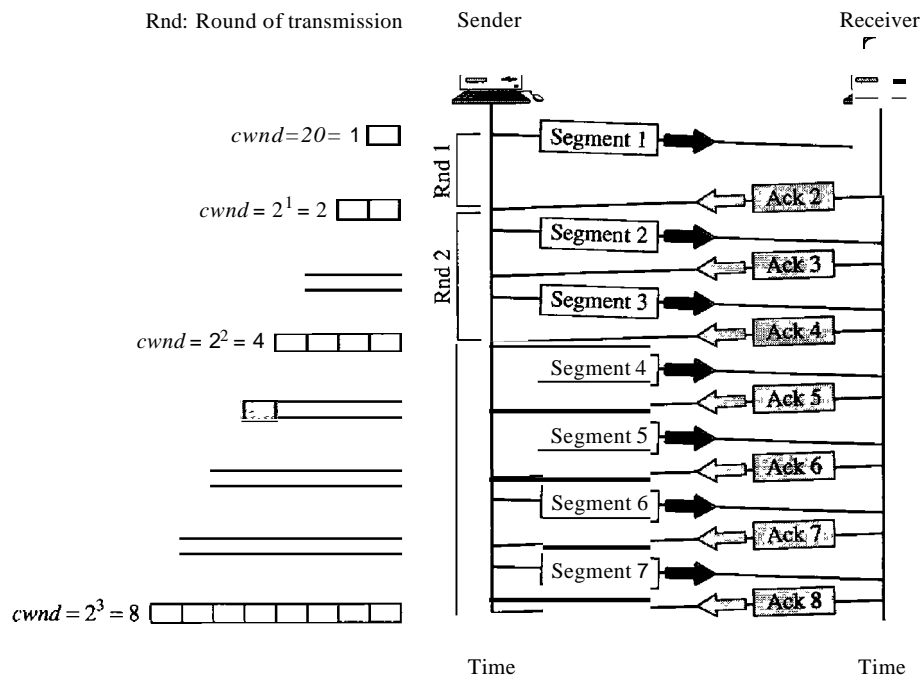 Rnd: Round of transmission
Sender
Receiver
cwnd=20= 1
Rnd 1
Segment 1
Ack 2
cwnd = 2^1 = 2
Rnd 2
Segment 2
Ack 3
Segment 3
Ack 4
cwnd = 2^2 = 4
Segment 4
Ack 5
Segment 5
Ack 6
Segment 6
Ack 7
Segment 7
Ack 8
cwnd = 2^3 = 8
Time
Time